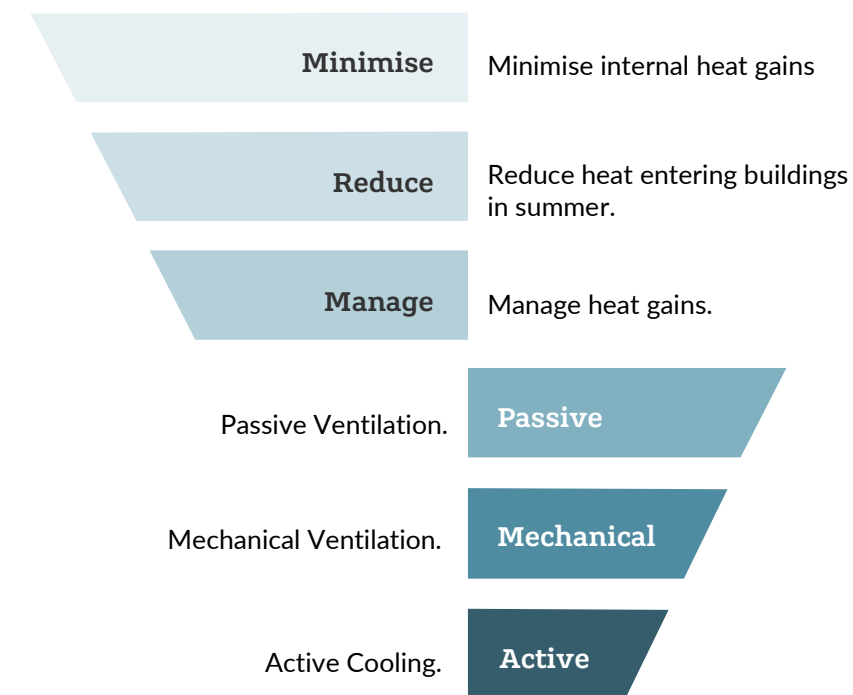 Minimise
Minimise internal heat gains
Reduce
Reduce heat entering buildings
in summer.
Manage
Manage heat gains.
Passive Ventilation.
Passive
Mechanical Ventilation.
Mechanical
Active Cooling.
Active